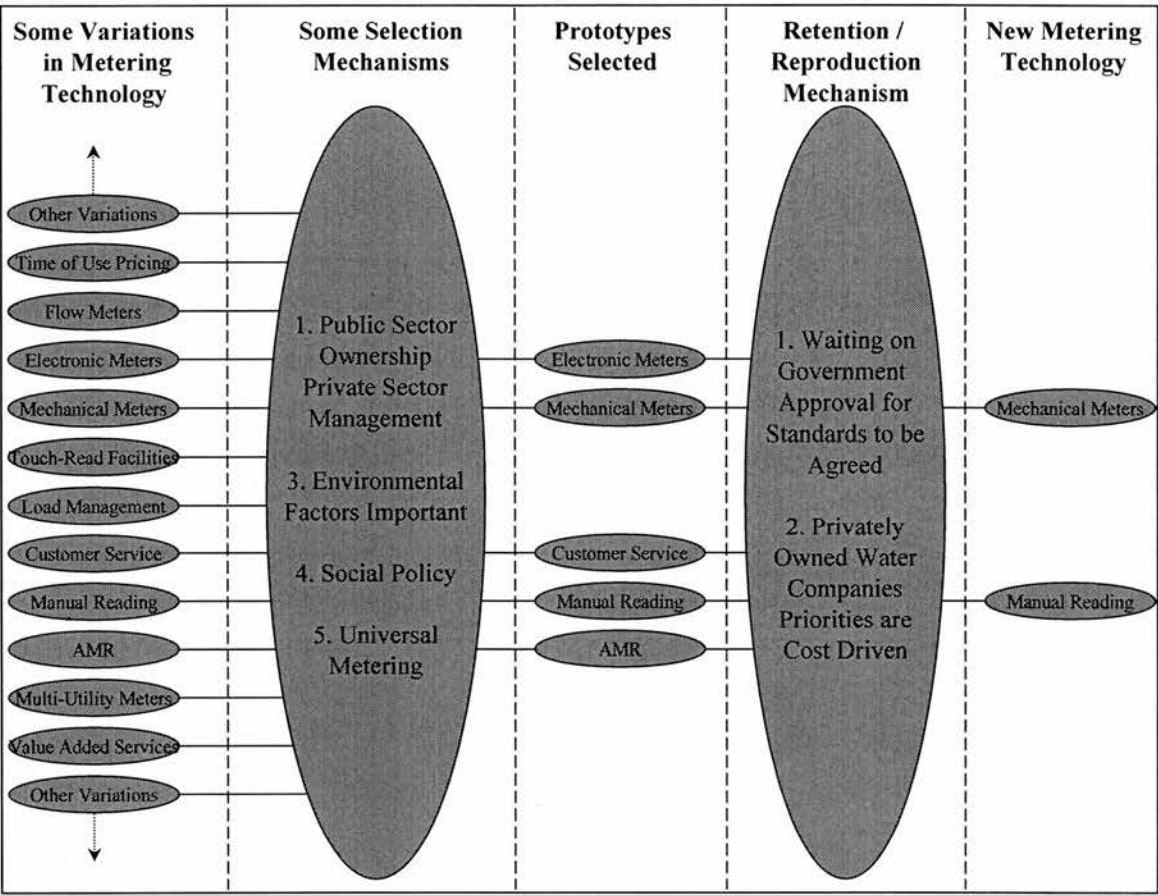 Some Variations
in Metering
Technology
Some Selection
Mechanisms
Prototypes
Selected
Retention /
Reproduction
Mechanism
New Metering
Technology
Other Variations
Time of Use Pricing
Flow Meters
Electronic Meters
Mechanical Meters
Touch-Read Facilities
Load Management
Customer Service
Manual Reading
AMR
Multi-Utility Meters
Value Added Services
Other Variations
1. Public Sector
Ownership
Private Sector
Management
3. Environmental
Factors Important
4. Social Policy
5. Universal
Metering
Electronic Meters
Mechanical Meters
Customer Service
Manual Reading
AMR
1. Waiting on
Government
Approval for
Standards to be
Agreed
2. Privately
Owned Water
Companies
Priorities are
Cost Driven
Mechanical Meters
Manual Reading